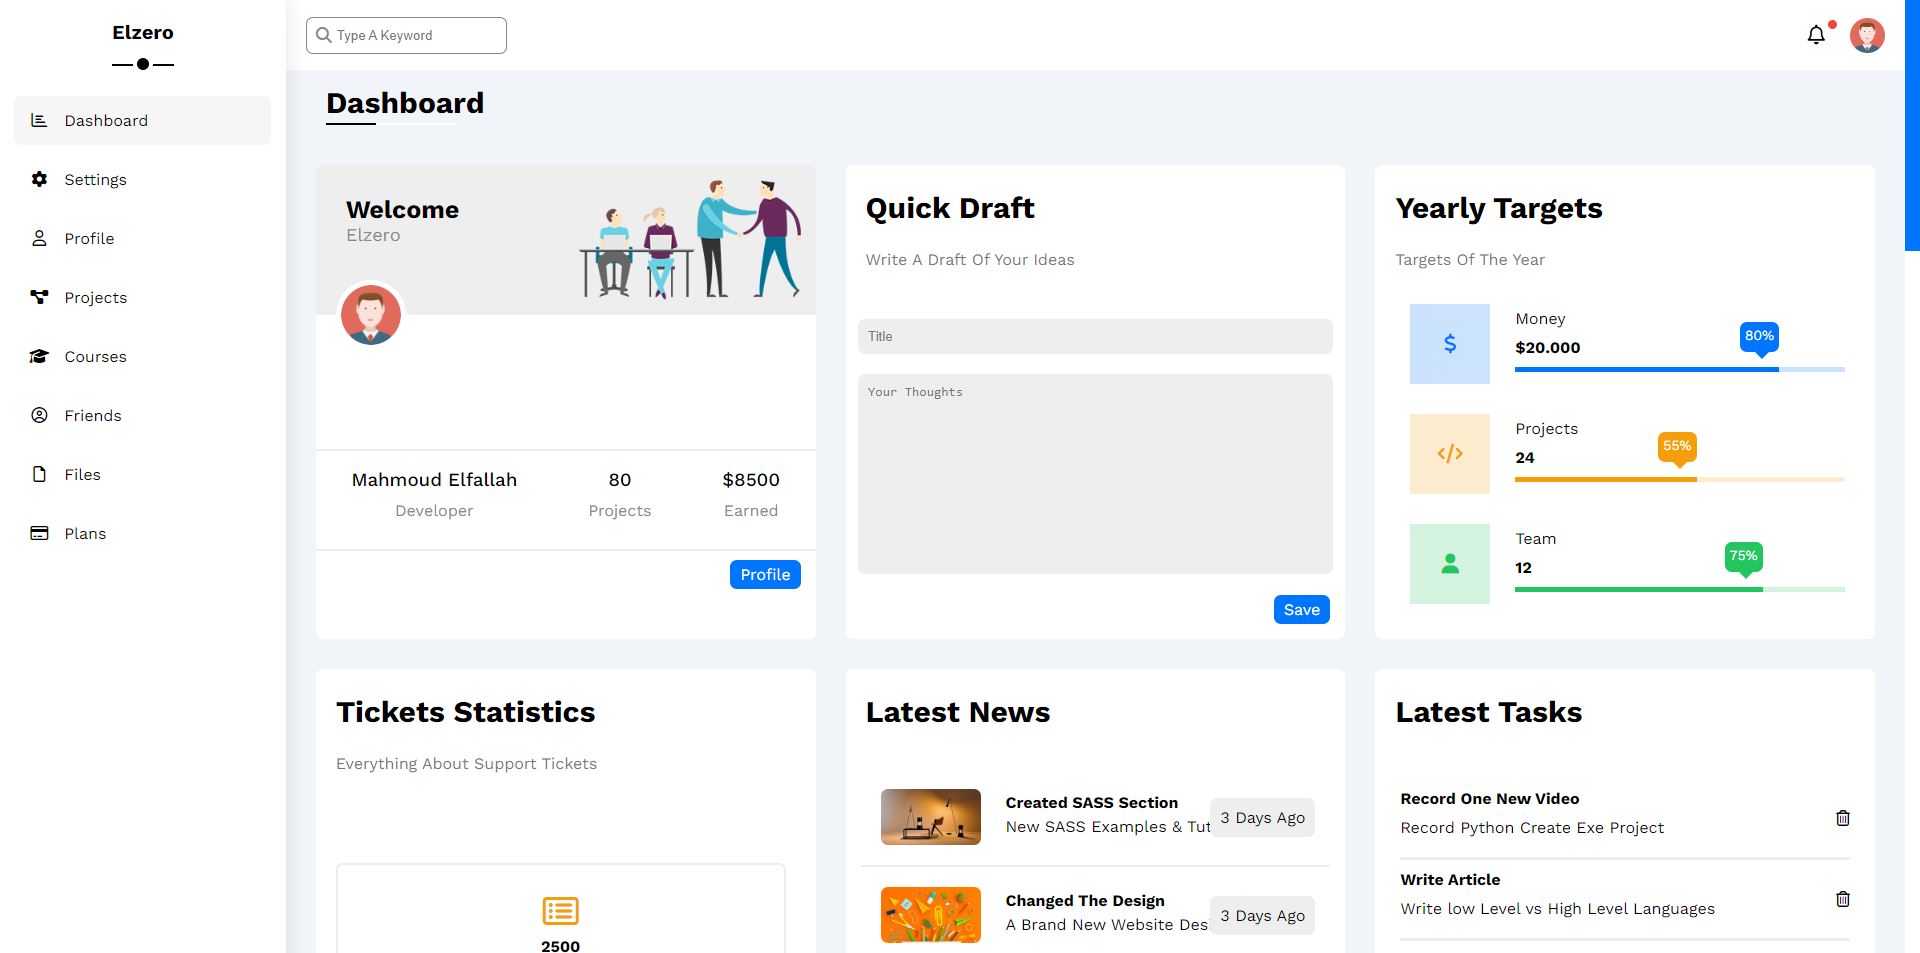 Elzero
Type A Keyword
Dashboard
Settings
Profile
Projects
Courses
Friends
Files
Plans
Dashboard
Welcome
Elzero
Mahmoud Elfallah
Developer
80
Projects
$8500
Earned
Profile
Quick Draft
Write A Draft Of Your Ideas
Title
Your Thoughts
Save
Yearly Targets
Targets Of The Year
$
Money
$20.000
80%
</>
Projects
24
55%
Team
12
75%
Tickets Statistics
Everything About Support Tickets
2500
Latest News
Created SASS Section
New SASS Examples & Tut
3 Days Ago
Changed The Design
A Brand New Website Des
3 Days Ago
Latest Tasks
Record One New Video
Record Python Create Exe Project
Write Article
Write low Level vs High Level Languages